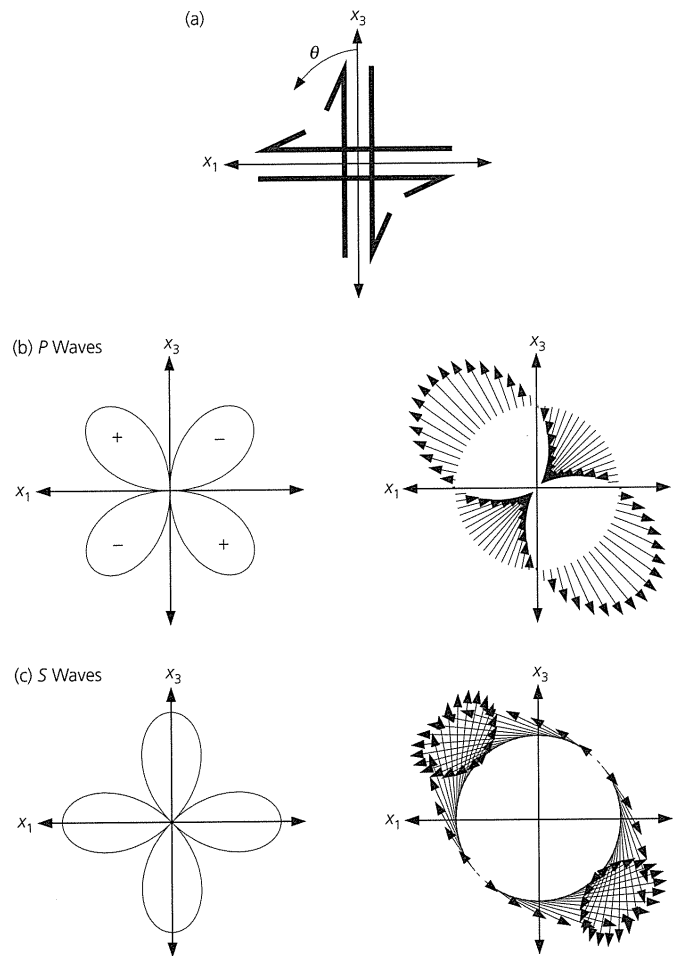 (a)
x₃
θ
x₁
(b) P Waves
x₃
x₁
+
−
−
+
x₃
x₁
(c) S Waves
x₃
x₁
x₃
x₁